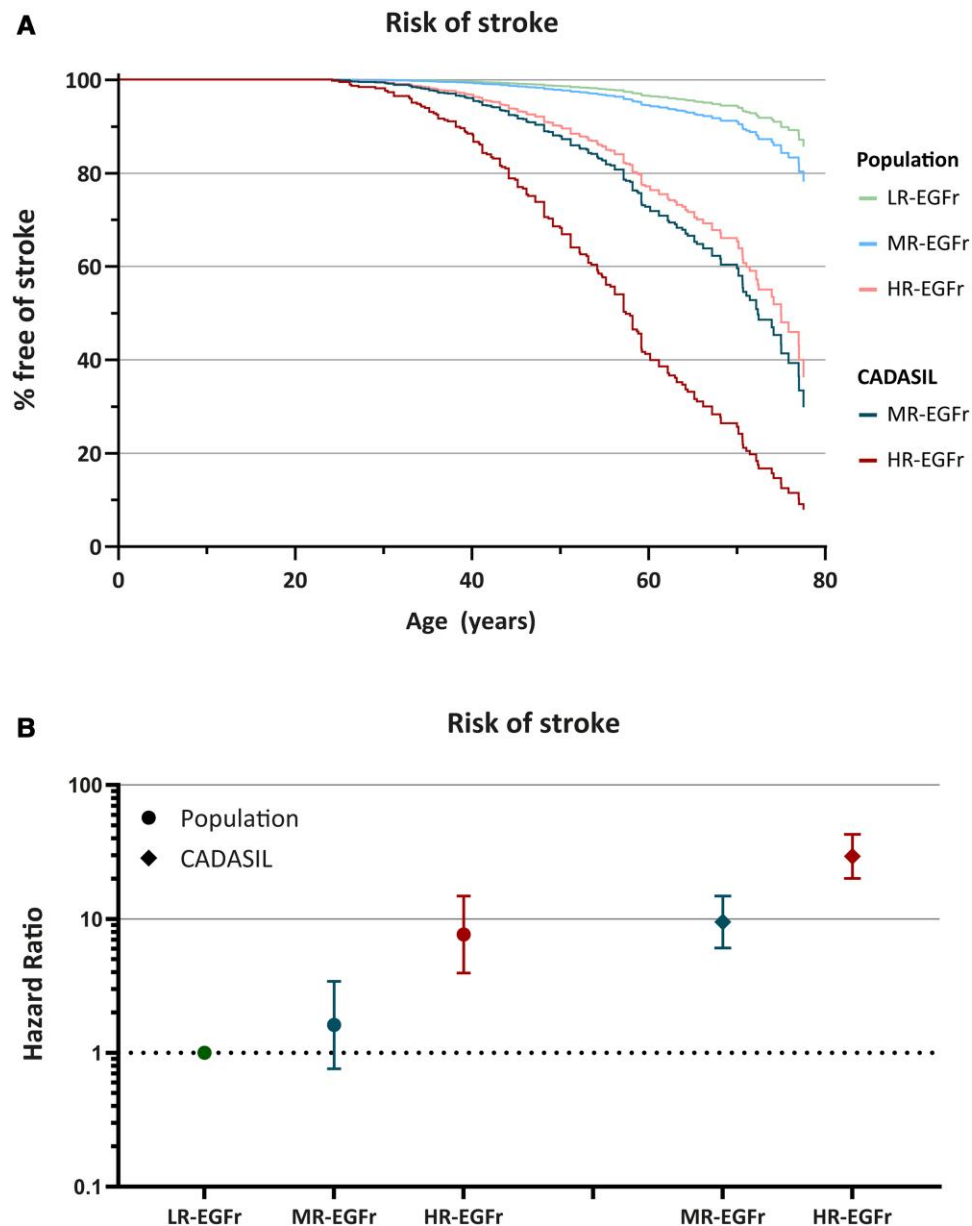 A
Risk of stroke
% free of stroke
100
80
60
40
20
0
0 20 40 60 80
Age (years)
Population
LR-EGFr
MR-EGFr
HR-EGFr
CADASIL
MR-EGFr
HR-EGFr
B
Risk of stroke
Hazard Ratio
100
10
1
0.1
Population
CADASIL
LR-EGFr MR-EGFr HR-EGFr MR-EGFr HR-EGFr